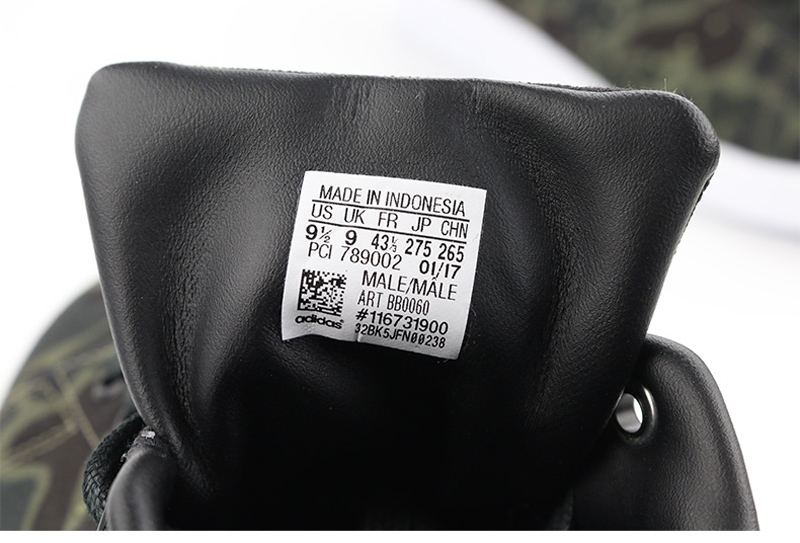 MADE IN INDONESIA
US UK FR JP CHN
9½ 9 43⅓ 275 265
PCI 789002 01/17
MALE/MALE
ART BB0060
#116731900
adidas 32BK5JFN00238